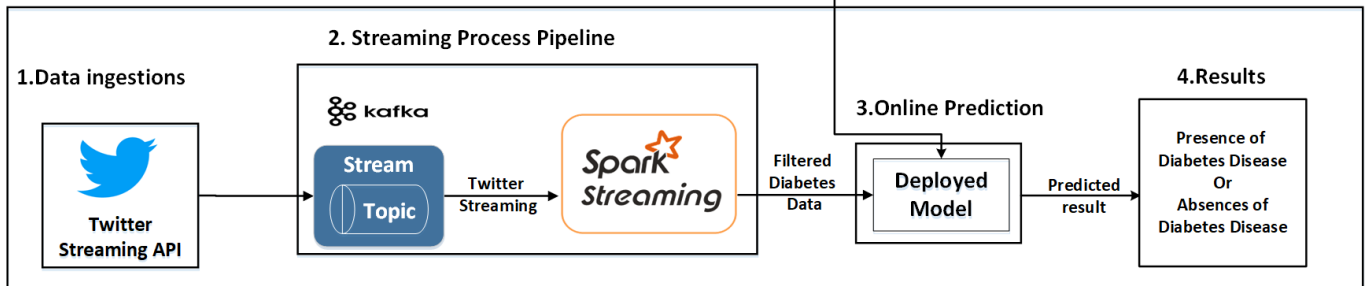 1.Data ingestions
Twitter
Streaming API
2. Streaming Process Pipeline
kafka
Stream
Topic
Twitter
Streaming
Spark
Streaming
Filtered
Diabetes
Data
3.Online Prediction
Deployed
Model
Predicted
result
4.Results
Presence of
Diabetes Disease
Or
Absences of
Diabetes Disease